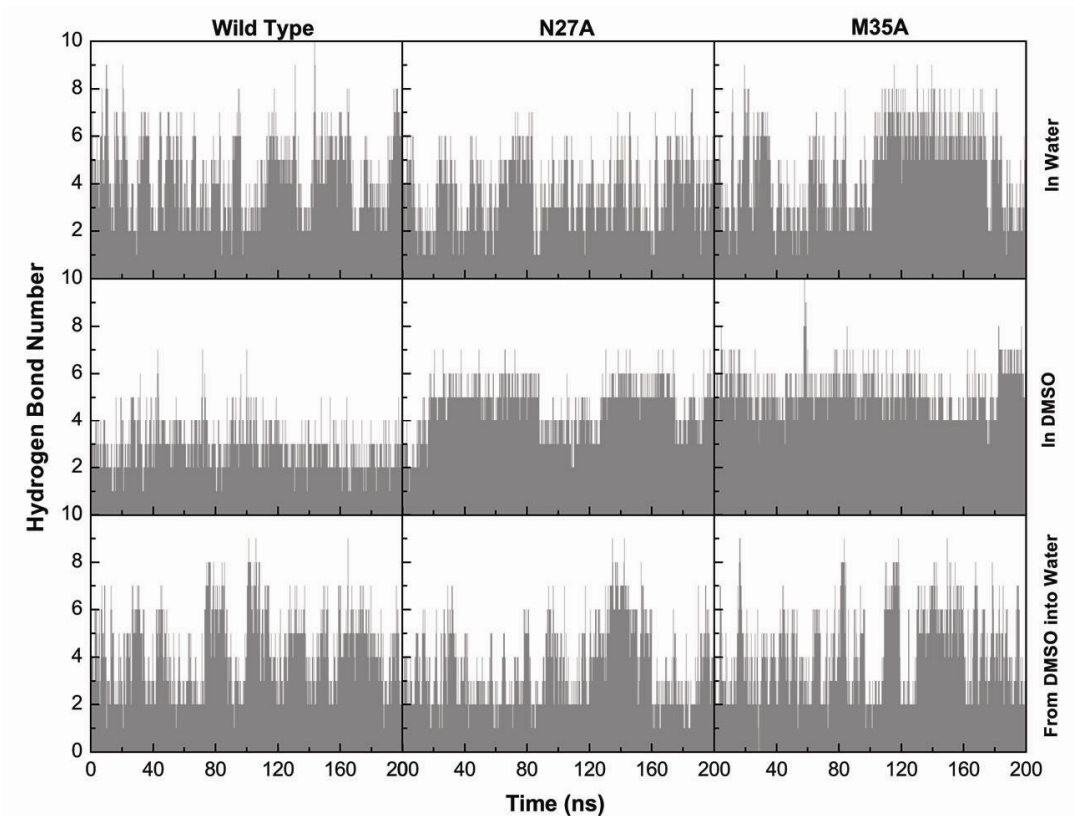 Wild Type N27A M35A
10
8
6
4
2
10
8
6
4
2
10
8
6
4
2
0
Hydrogen Bond Number
In Water
In DMSO
From DMSO into Water
0 40 80 120 160 200 40 80 120 160 200 40 80 120 160 200
Time (ns)